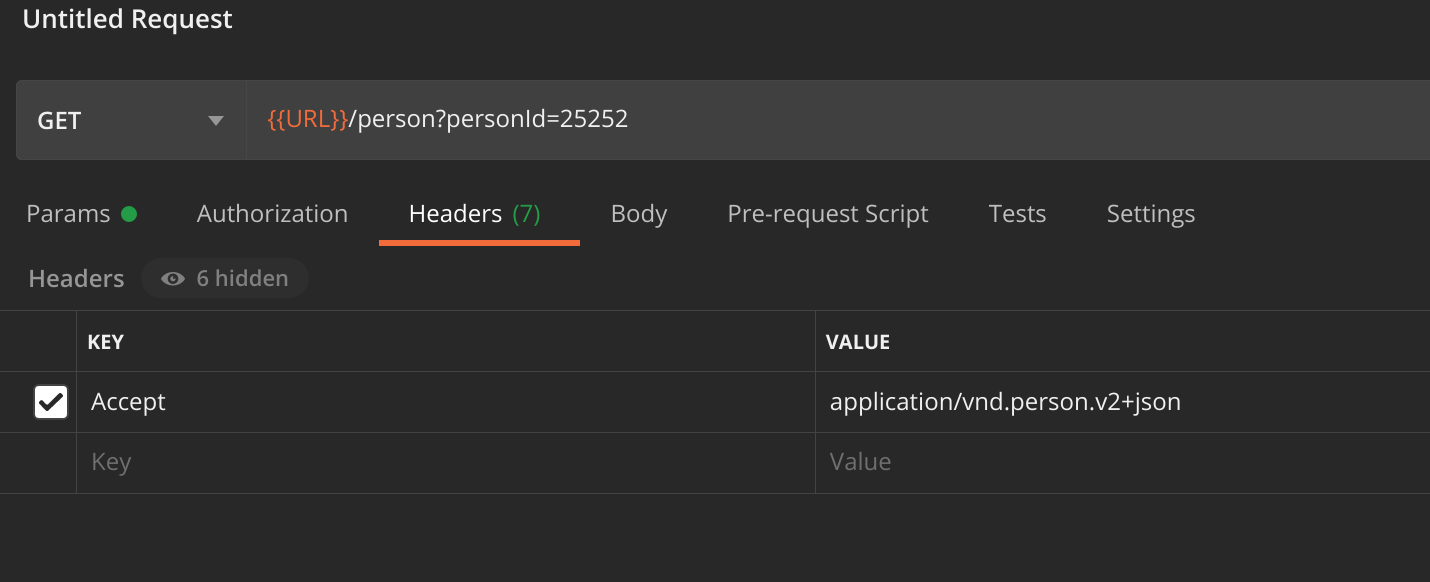 Untitled Request
GET {{URL}}/person?personId=25252
Params Authorization Headers (7) Body Pre-request Script Tests Settings
Headers 6 hidden
KEY VALUE
Accept application/vnd.person.v2+json
Key Value